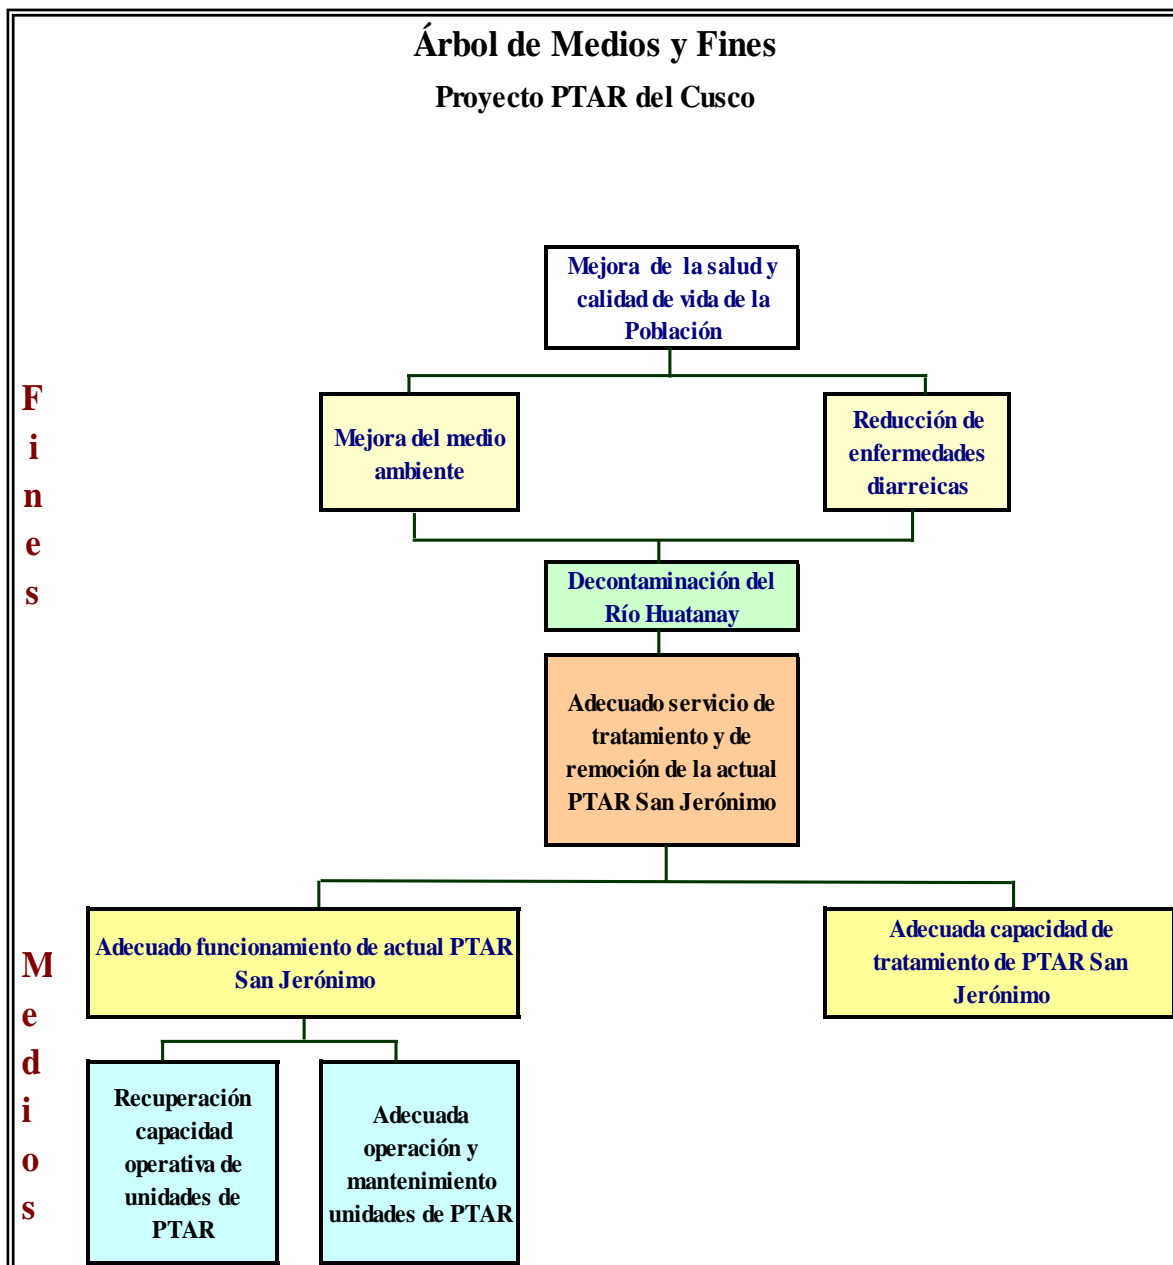 Árbol de Medios y Fines
Proyecto PTAR del Cusco
Mejora de la salud y
calidad de vida de la
Población
Fines
Mejora del medio
ambiente
Reducción de
enfermedades
diarreicas
Decontaminación del
Río Huatanay
Adecuado servicio de
tratamiento y de
remoción de la actual
PTAR San Jerónimo
Medios
Adecuado funcionamiento de actual PTAR
San Jerónimo
Adecuada capacidad de
tratamiento de PTAR San
Jerónimo
Recuperación
capacidad
operativa de
unidades de
PTAR
Adecuada
operación y
mantenimiento
unidades de PTAR